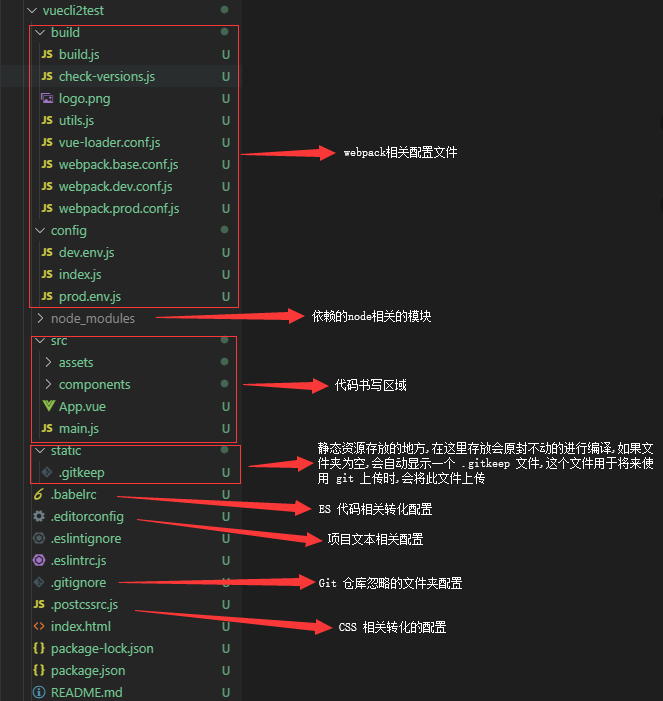 vuecli2test
build
JS build.js U
JS check-versions.js U
logo.png U
JS utils.js U
JS vue-loader.conf.js U
webpack相关配置文件
JS webpack.base.conf.js U
JS webpack.dev.conf.js U
JS webpack.prod.conf.js U
config
JS dev.env.js U
JS index.js U
JS prod.env.js U
node_modules
依赖的node相关的模块
src
assets
components
代码书写区域
App.vue U
JS main.js U
static
.gitkeep U
静态资源存放的地方,在这里存放会原封不动的进行编译,如果文
件夹为空,会自动显示一个 .gitkeep 文件,这个文件用于将来使
用 git 上传时,会将此文件上传
.babelrc U
ES 代码相关转化配置
.editorconfig U
项目文本相关配置
.eslintignore U
.eslintrc.js U
.gitignore U
Git 仓库忽略的文件夹配置
JS .postcssrc.js U
CSS 相关转化的配置
index.html U
package-lock.json U
package.json U
README.md U